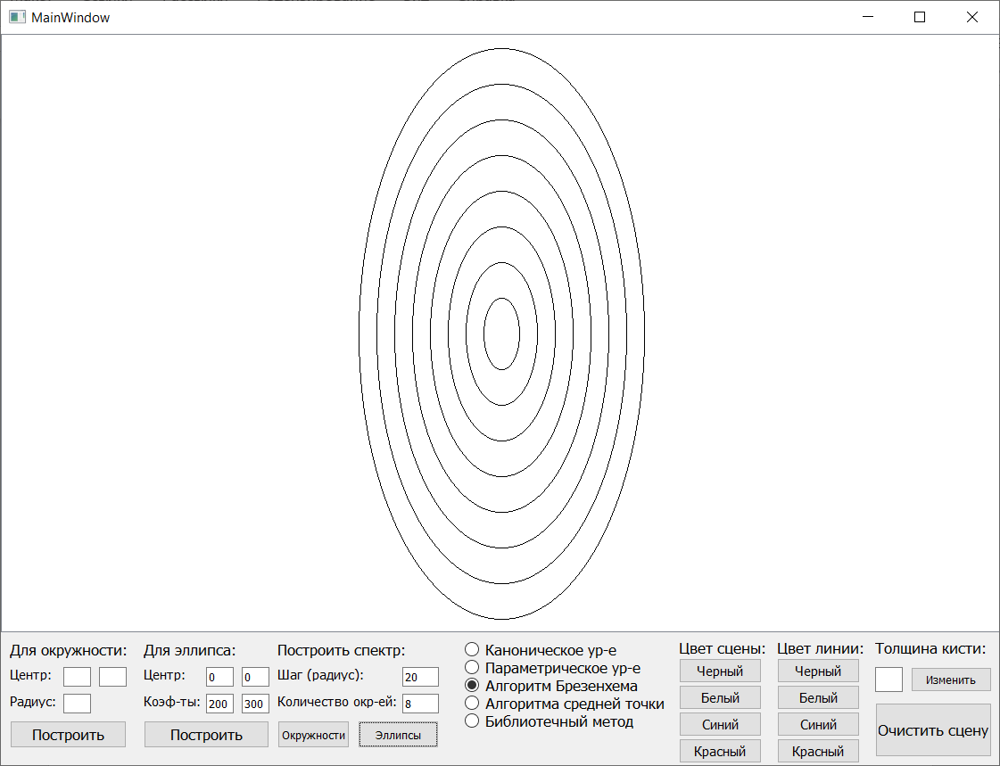 MainWindow
Для окружности:
Центр:
Радиус:
Построить
Для эллипса:
Центр: 0 0
Коэф-ты: 200 300
Построить
Построить спектр:
Шаг (радиус): 20
Количество окр-ей: 8
Окружности Эллипсы
Каноническое ур-е
Параметрическое ур-е
Алгоритм Брезенхема
Алгоритма средней точки
Библиотечный метод
Цвет сцены:
Черный
Белый
Синий
Красный
Цвет линии:
Черный
Белый
Синий
Красный
Толщина кисти:
Изменить
Очистить сцену